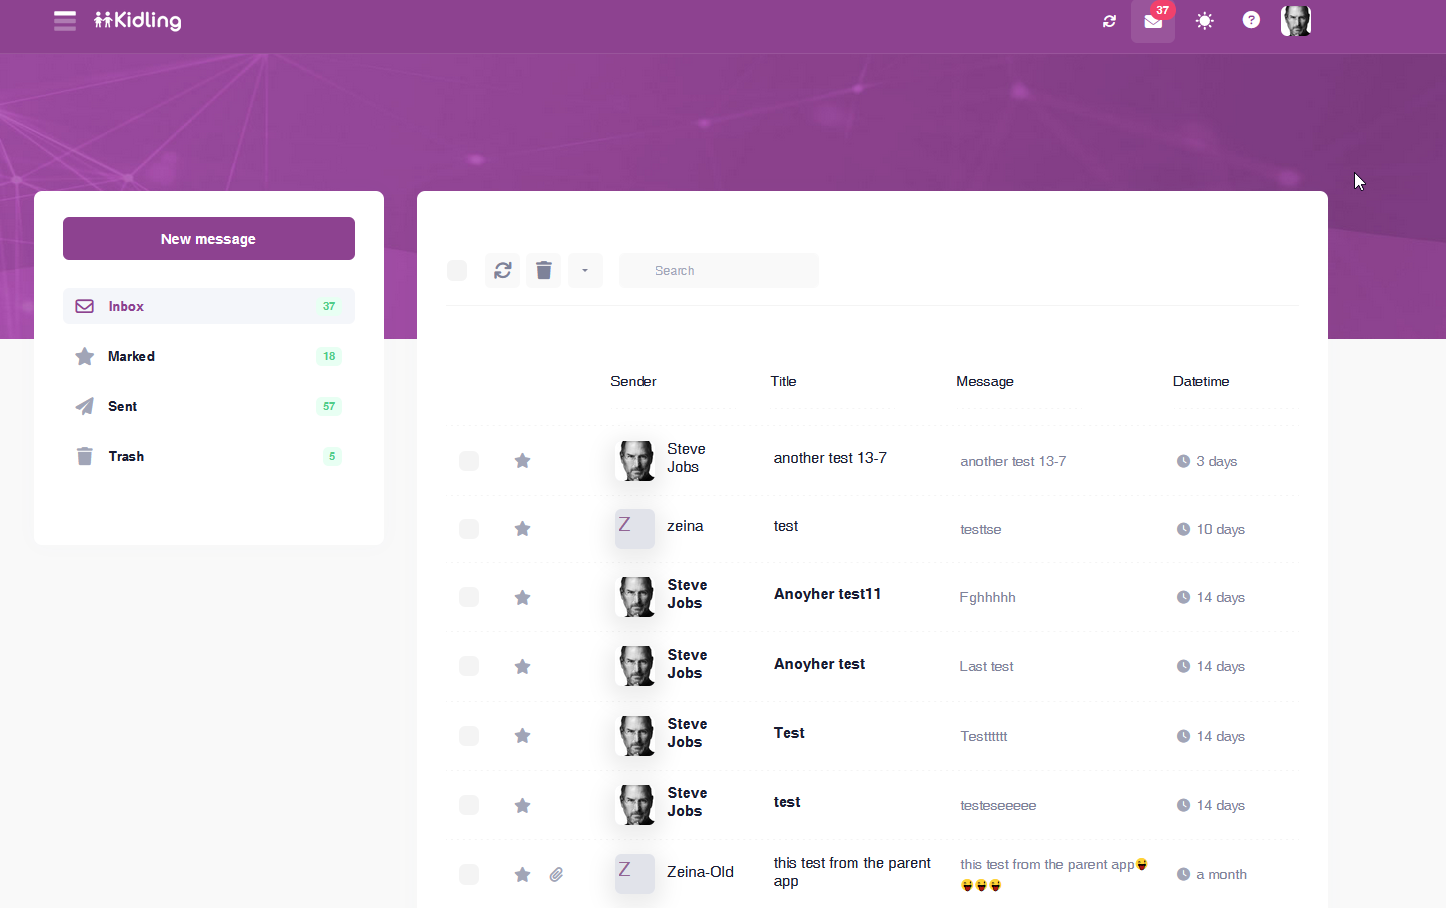 Kidling
37
?
New message
Inbox 37
Marked 18
Sent 57
Trash 5
Search
Sender Title Message Datetime
Steve
Jobs
another test 13-7
another test 13-7
3 days
Z
zeina
test
testtse
10 days
Steve
Jobs
Anoyher test11
Fghhhhh
14 days
Steve
Jobs
Anoyher test
Last test
14 days
Steve
Jobs
Test
Testttttt
14 days
Steve
Jobs
test
testeseeeee
14 days
Z
Zeina-Old
this test from the parent
app
this test from the parent app😜
😜😜😜
a month